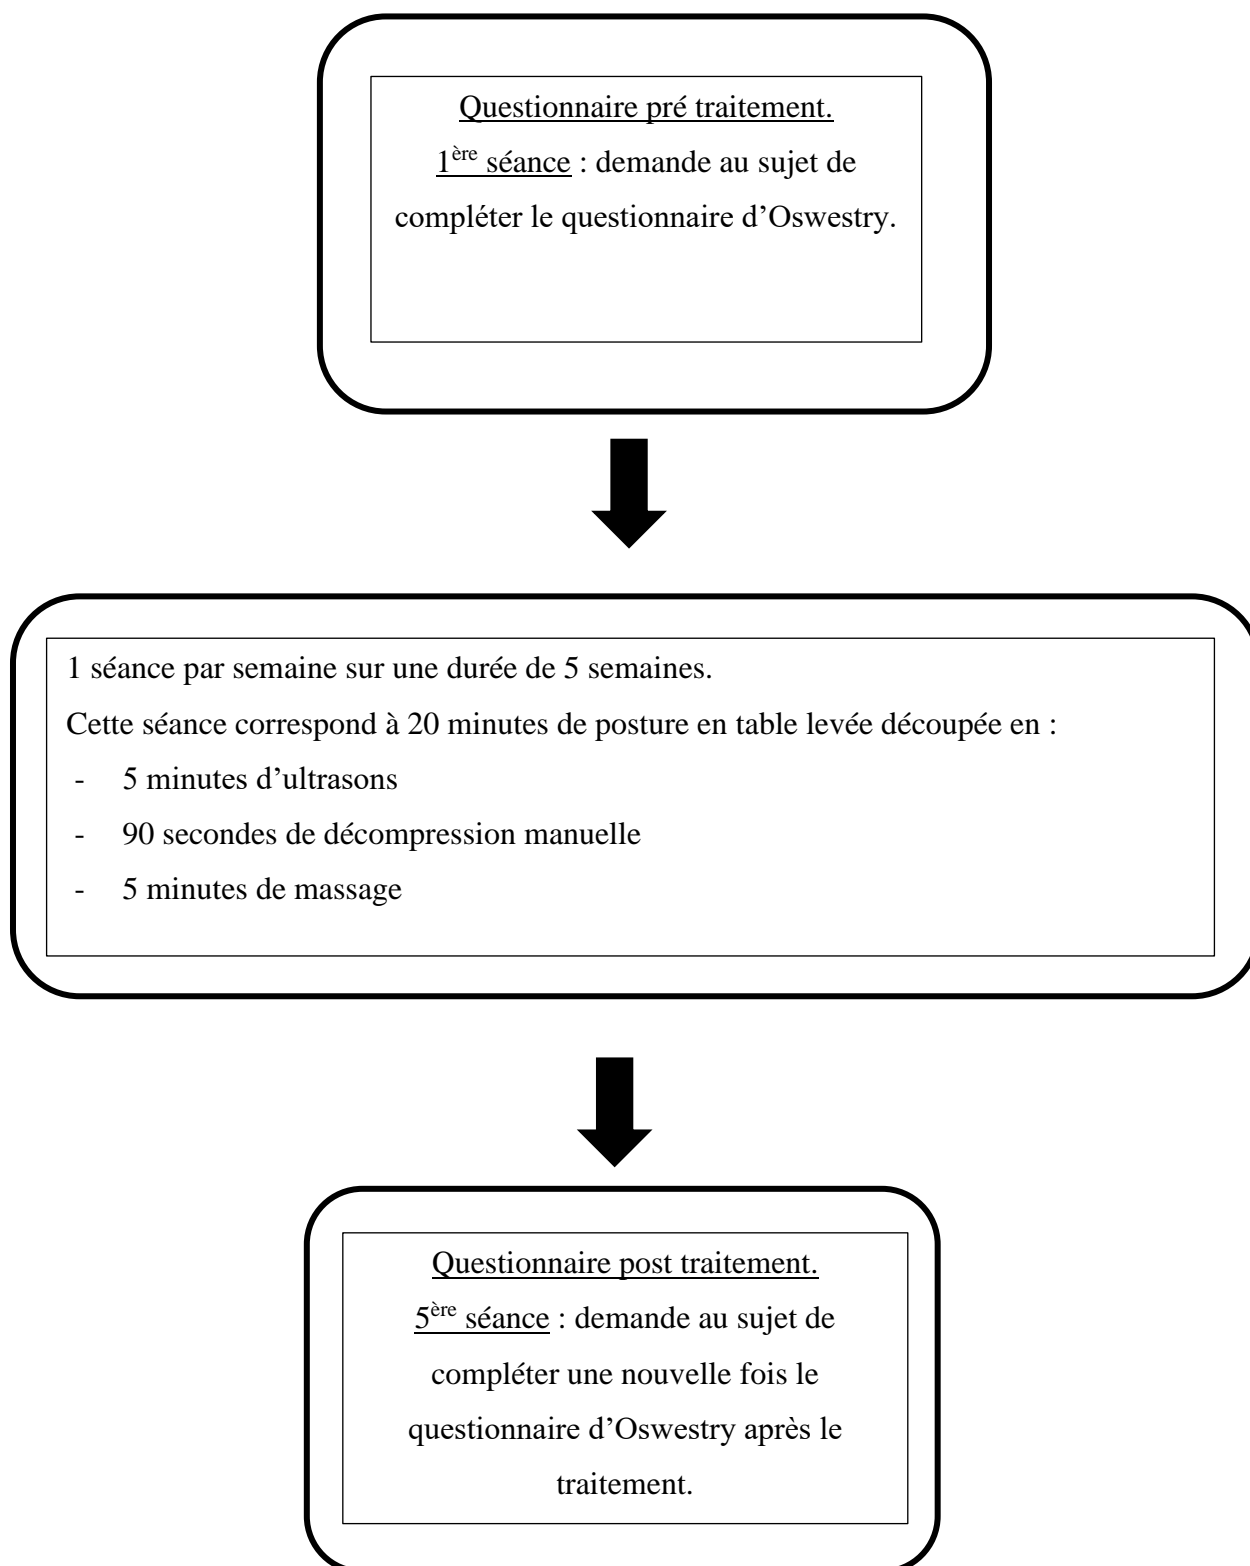 Questionnaire pré traitement.
1ère séance : demande au sujet de
compléter le questionnaire d’Oswestry.
1 séance par semaine sur une durée de 5 semaines.
Cette séance correspond à 20 minutes de posture en table levée découpée en :
- 5 minutes d’ultrasons
- 90 secondes de décompression manuelle
- 5 minutes de massage
Questionnaire post traitement.
5ère séance : demande au sujet de
compléter une nouvelle fois le
questionnaire d’Oswestry après le
traitement.